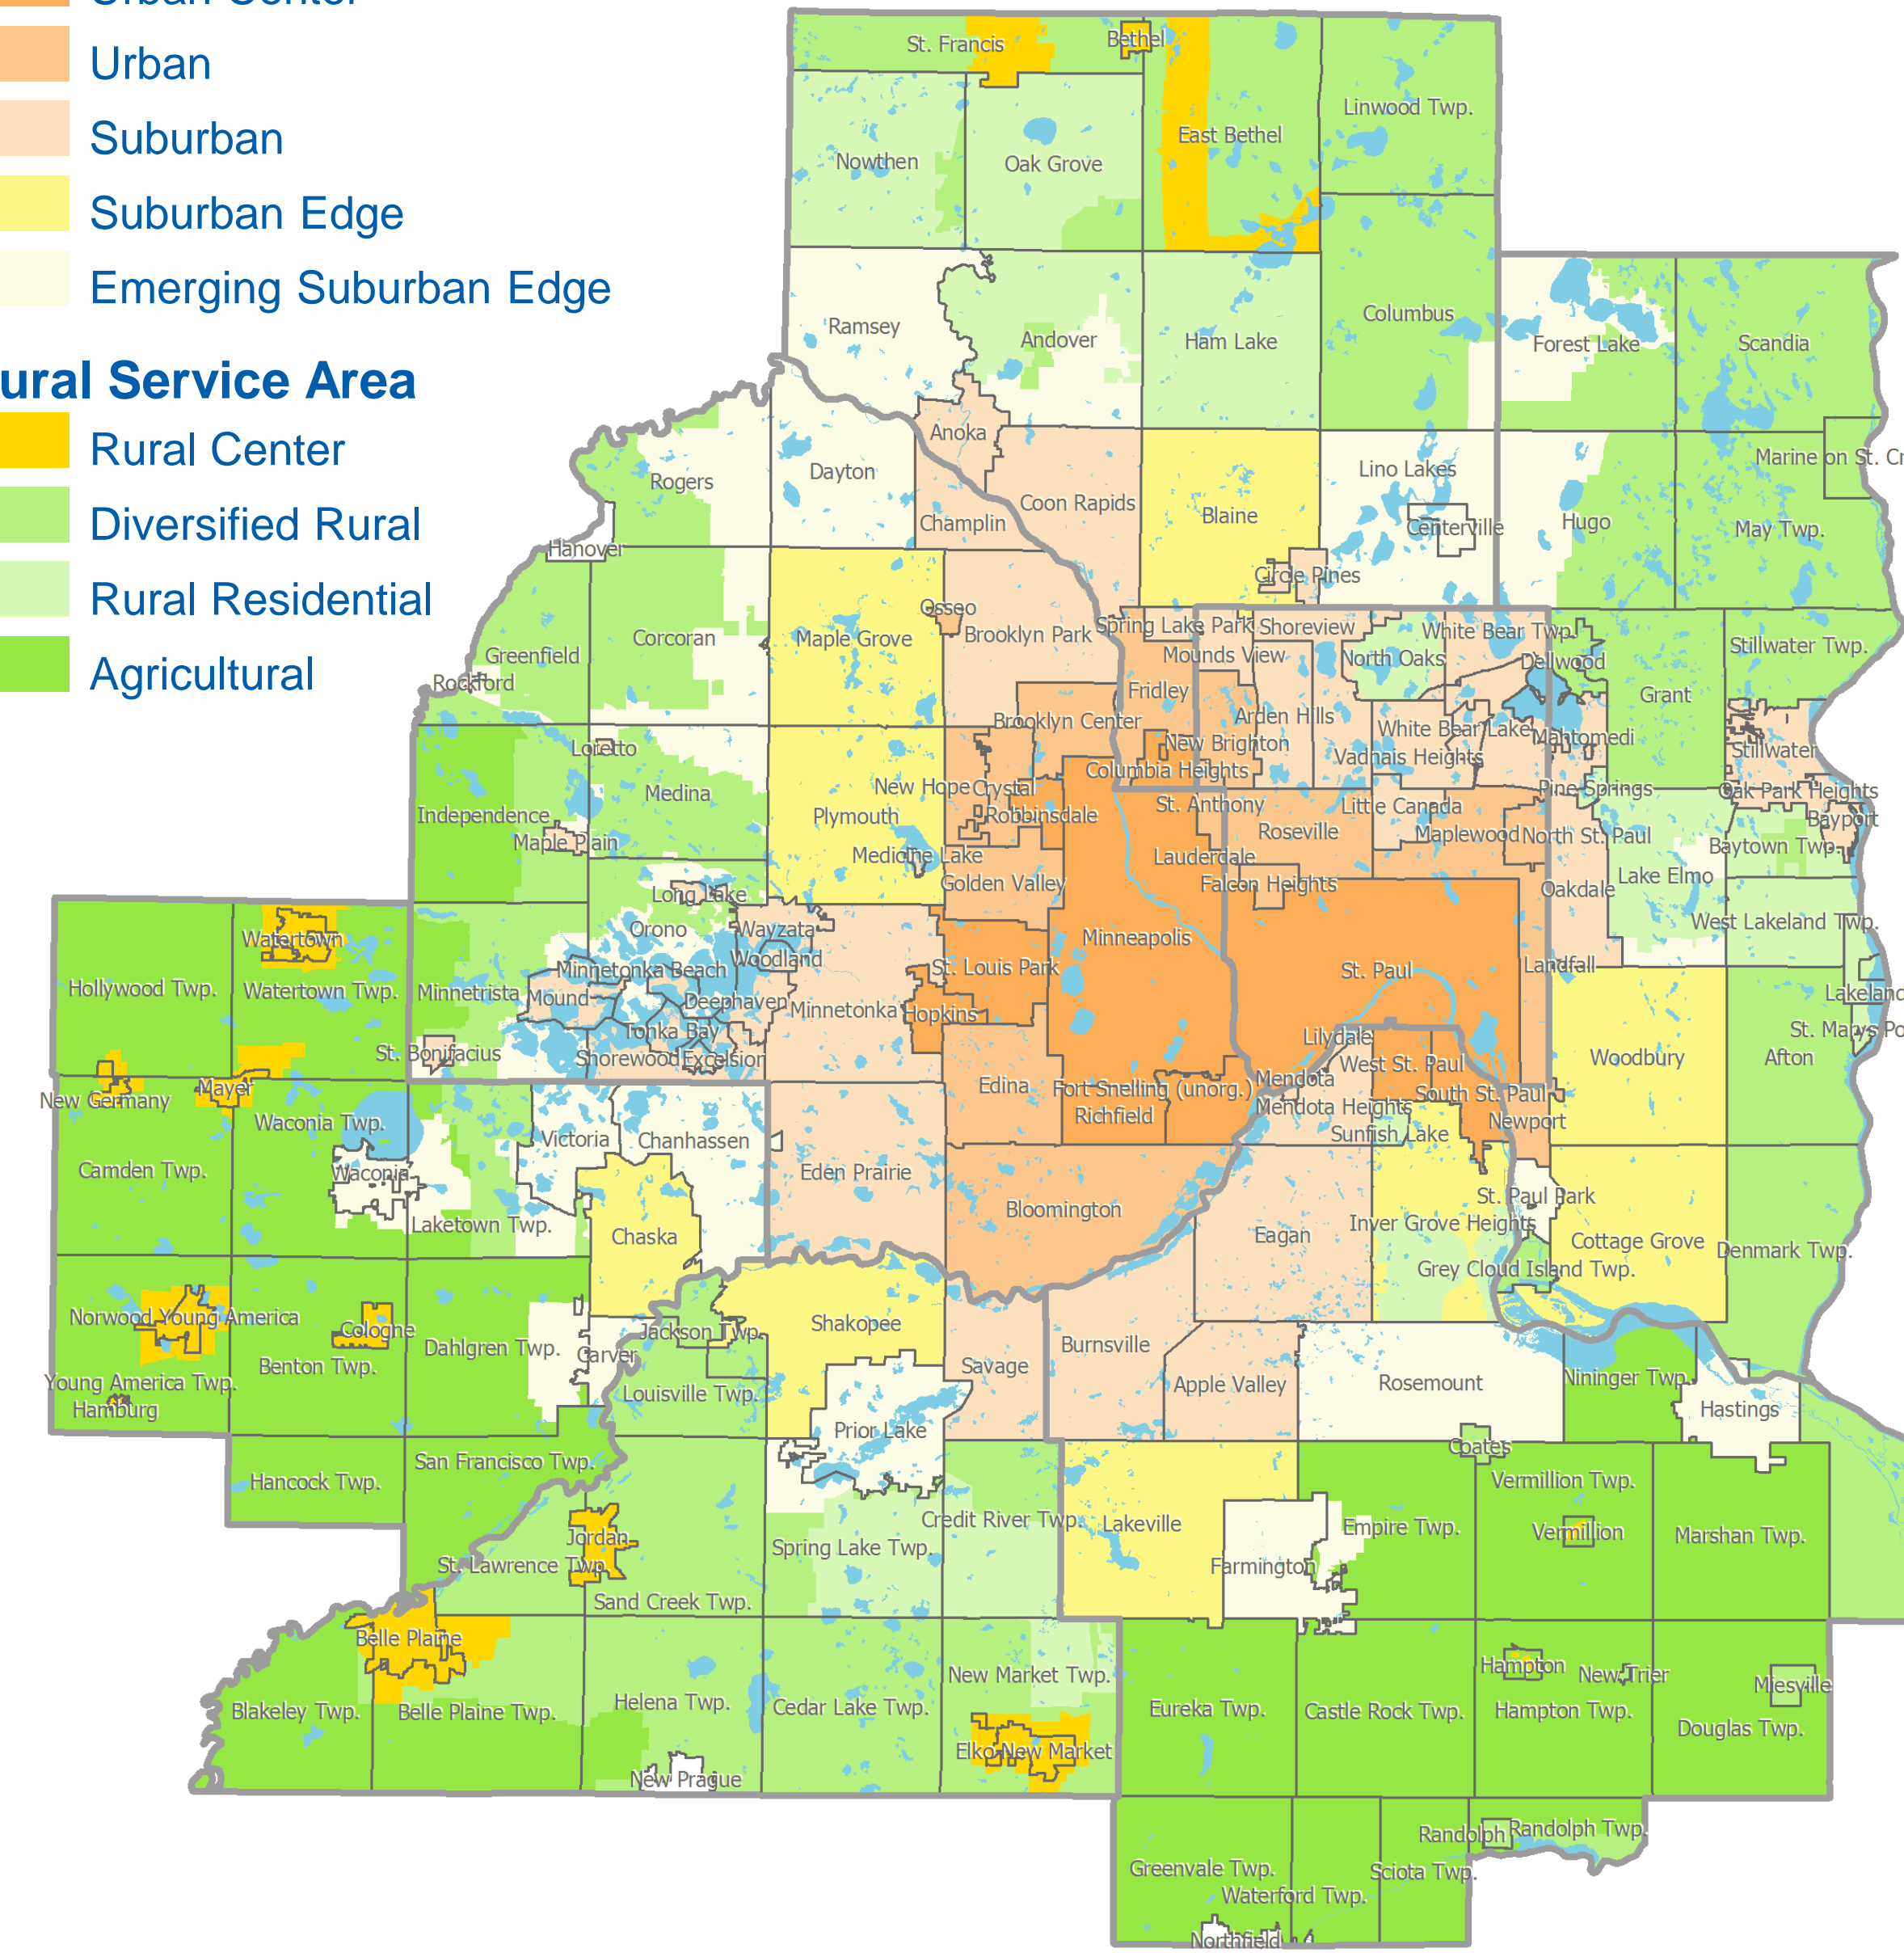 Urban Center
Urban
Suburban
Suburban Edge
Emerging Suburban Edge
ural Service Area
Rural Center
Diversified Rural
Rural Residential
Agricultural
St. Francis
Bethel
Linwood Twp.
East Bethel
Nowthen
Oak Grove
Columbus
Ramsey
Andover
Ham Lake
Forest Lake
Scandia
Anoka
Marine on St. Cr
Rogers
Dayton
Lino Lakes
Coon Rapids
Champlin
Blaine
Centerville
Hugo
May Twp.
Hanover
Circle Pines
Osseo
Corcoran
Maple Grove
Brooklyn Park
Spring Lake Park
Shoreview
White Bear Twp.
Stillwater Twp.
Greenfield
Mounds View
North Oaks
Dellwood
Rockford
Fridley
Grant
Brooklyn Center
Arden Hills
Loretto
New Brighton
White Bear Lake
Mahtomedi
Stillwater
Columbia Heights
Vadnais Heights
Medina
New Hope
Crystal
Pine Springs
Oak Park Heights
Independence
Plymouth
Robbinsdale
St. Anthony
Little Canada
Bayport
Maple Plain
Roseville
Maplewood
North St. Paul
Baytown Twp.
Medicine Lake
Lauderdale
Golden Valley
Falcon Heights
Oakdale
Lake Elmo
Long Lake
West Lakeland Twp.
Watertown
Orono
Wayzata
Minneapolis
Woodland
Minnetonka Beach
St. Louis Park
St. Paul
Landfall
Hollywood Twp.
Watertown Twp.
Minnetrista
Mound
Deephaven
Minnetonka
Hopkins
Lakeland
Tonka Bay
Lilydale
St. Marys Po
St. Bonifacius
Shorewood
Excelsior
West St. Paul
Woodbury
Afton
New Germany
Mayer
Edina
Fort Snelling (unorg.)
Mendota
South St. Paul
Waconia Twp.
Richfield
Mendota Heights
Newport
Victoria
Chanhassen
Sunfish Lake
Camden Twp.
Waconia
Eden Prairie
St. Paul Park
Laketown Twp.
Bloomington
Inver Grove Heights
Chaska
Eagan
Cottage Grove
Denmark Twp.
Grey Cloud Island Twp.
Norwood Young America
Cologne
Jackson Twp.
Shakopee
Dahlgren Twp.
Carver
Burnsville
Benton Twp.
Savage
Young America Twp.
Louisville Twp.
Apple Valley
Rosemount
Nininger Twp.
Hamburg
Prior Lake
Hastings
Coates
San Francisco Twp.
Hancock Twp.
Vermillion Twp.
Jordan
Credit River Twp.
Lakeville
Empire Twp.
Vermillion
Marshan Twp.
St. Lawrence Twp.
Spring Lake Twp.
Farmington
Sand Creek Twp.
Belle Plaine
New Market Twp.
Hampton
New Trier
Miesville
Blakeley Twp.
Belle Plaine Twp.
Helena Twp.
Cedar Lake Twp.
Eureka Twp.
Castle Rock Twp.
Hampton Twp.
Douglas Twp.
Elko New Market
New Prague
Randolph
Randolph Twp.
Greenvale Twp.
Sciota Twp.
Waterford Twp.
Northfield